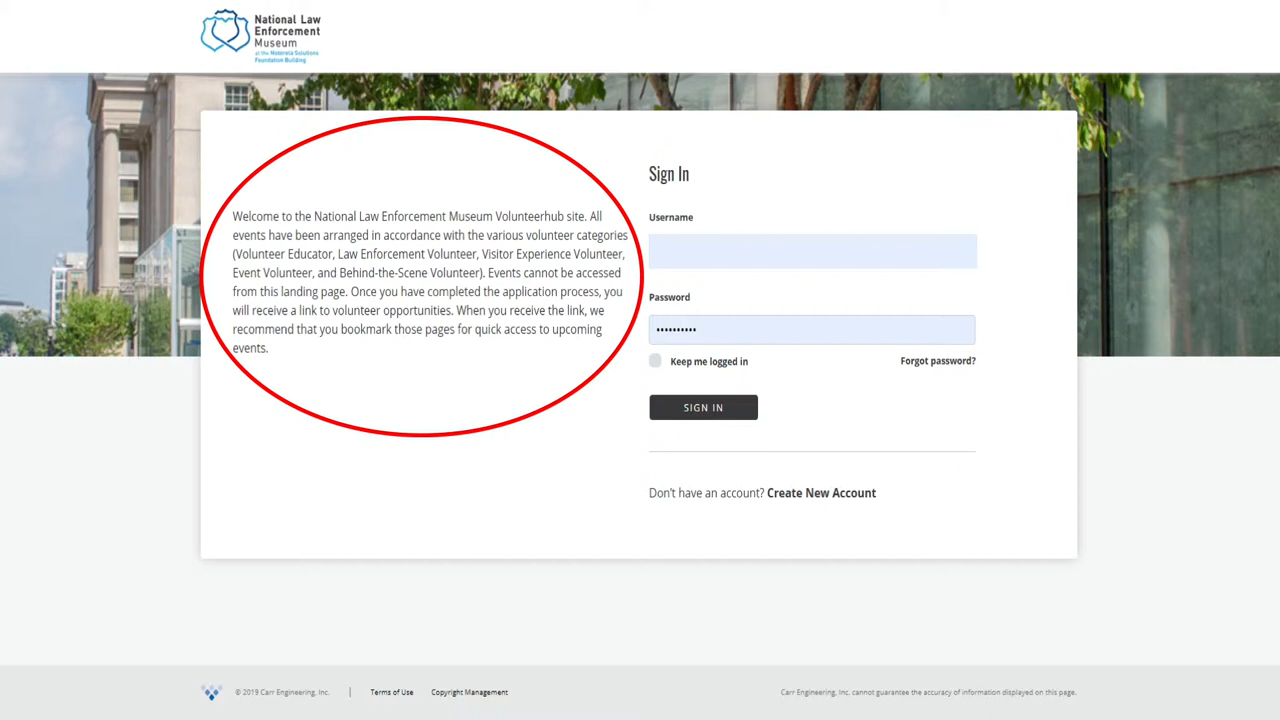 National Law
Enforcement
Museum
at the Motorola Solutions
Foundation Building
Welcome to the National Law Enforcement Museum Volunteerhub site. All
events have been arranged in accordance with the various volunteer categories
(Volunteer Educator, Law Enforcement Volunteer, Visitor Experience Volunteer,
Event Volunteer, and Behind-the-Scene Volunteer). Events cannot be accessed
from this landing page. Once you have completed the application process, you
will receive a link to volunteer opportunities. When you receive the link, we
recommend that you bookmark those pages for quick access to upcoming
events.
Sign In
Username
Password
••••••••••
Keep me logged in
Forgot password?
SIGN IN
Don't have an account? Create New Account
© 2019 Carr Engineering, Inc. | Terms of Use Copyright Management
Carr Engineering, Inc. cannot guarantee the accuracy of information displayed on this page.